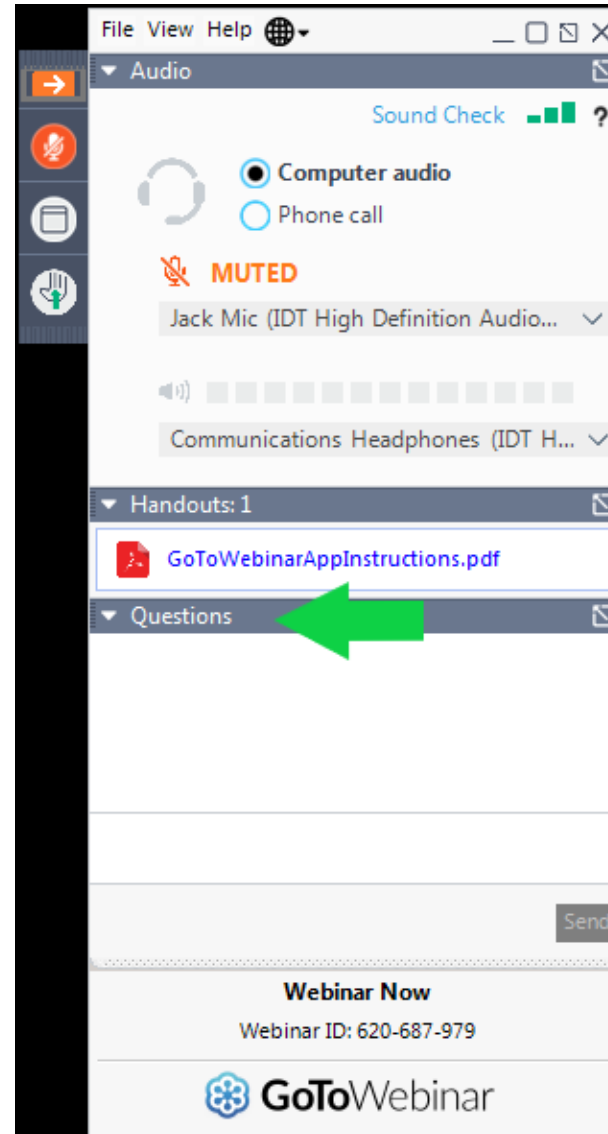 File View Help
Audio
Sound Check ?
Computer audio
Phone call
MUTED
Jack Mic (IDT High Definition Audio...
Communications Headphones (IDT H...
Handouts: 1
GoToWebinarAppInstructions.pdf
Questions
Send
Webinar Now
Webinar ID: 620-687-979
GoToWebinar